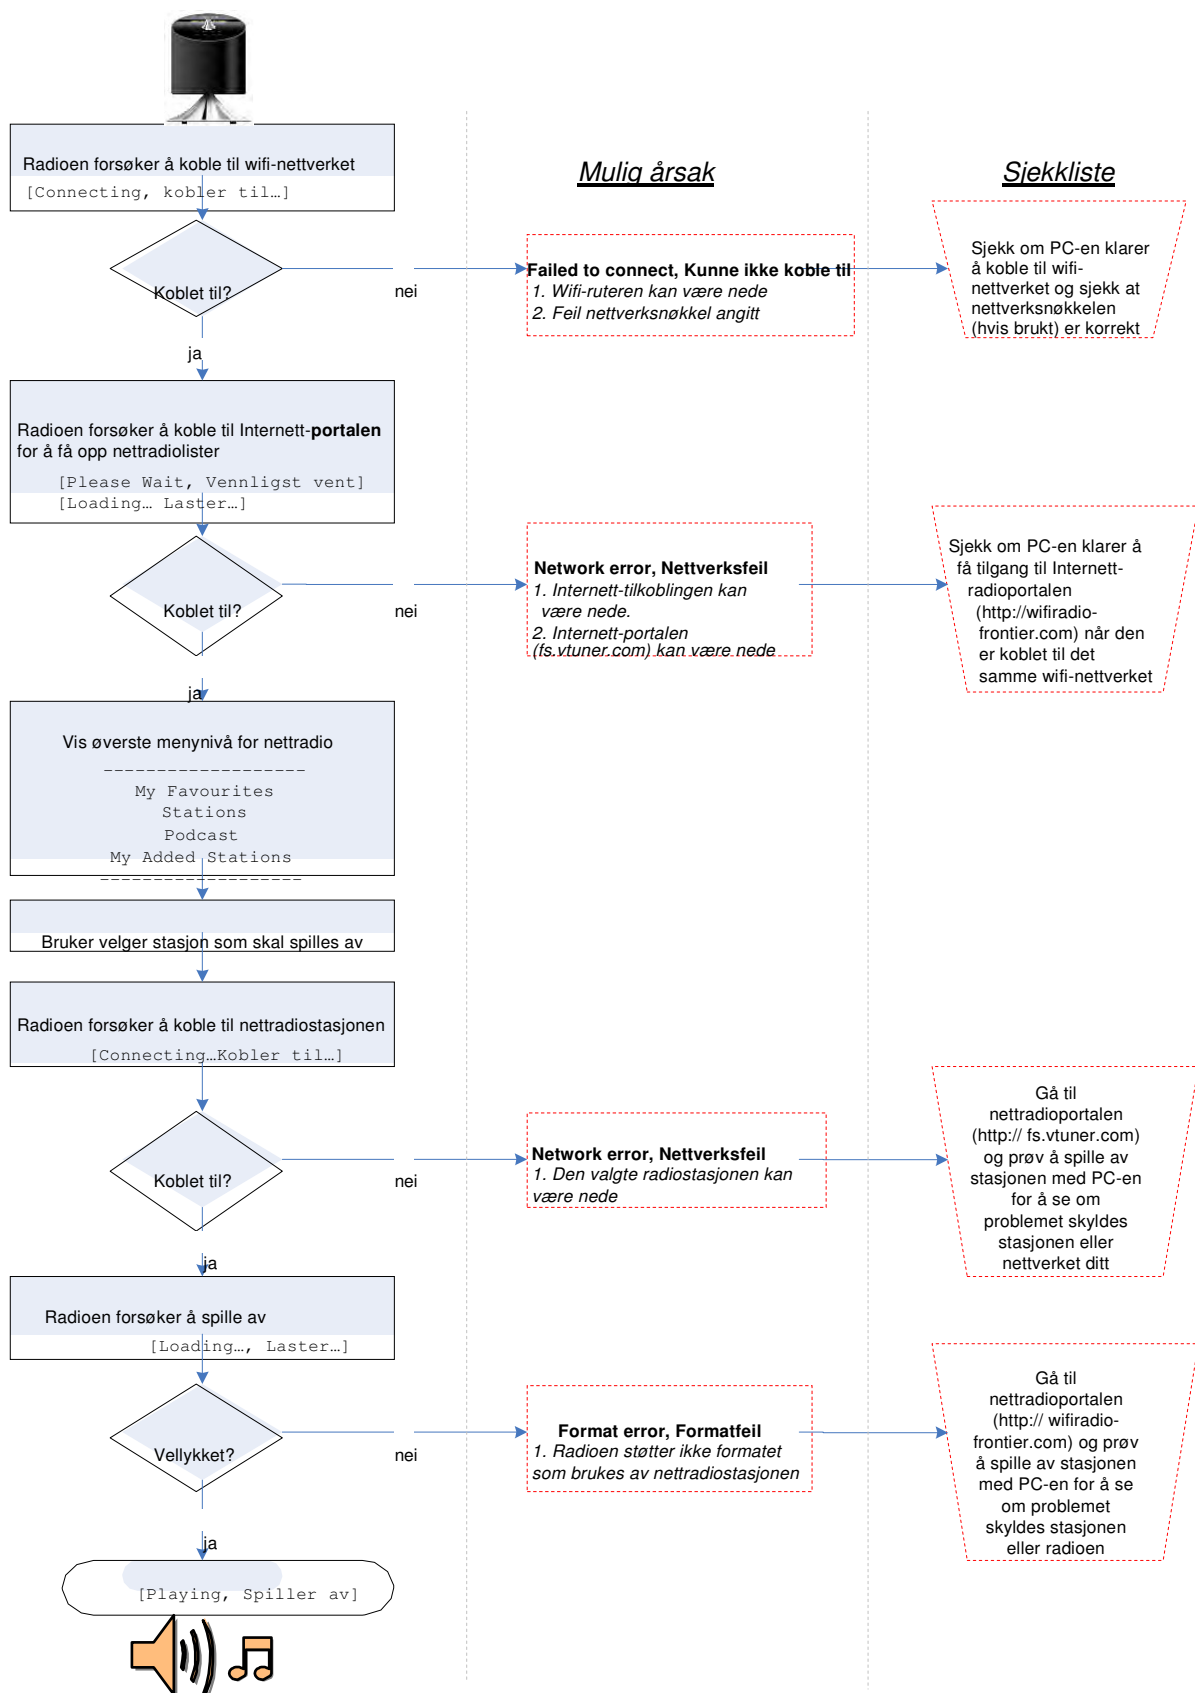 Radioen forsøker å koble til wifi-nettverket
[Connecting, kobler til…]
Mulig årsak
Sjekkliste
Koblet til?
nei
Failed to connect, Kunne ikke koble til
1. Wifi-ruteren kan være nede
2. Feil nettverksnøkkel angitt
Sjekk om PC-en klarer
å koble til wifi-
nettverket og sjekk at
nettverksnøkkelen
(hvis brukt) er korrekt
ja
Radioen forsøker å koble til Internett-portalen
for å få opp nettradiolister
[Please Wait, Vennligst vent]
[Loading… Laster…]
Koblet til?
nei
Network error, Nettverksfeil
1. Internett-tilkoblingen kan
være nede.
2. Internett-portalen
(fs.vtuner.com) kan være nede
Sjekk om PC-en klarer å
få tilgang til Internett-
radioportalen
(http://wifiradio-
frontier.com) når den
er koblet til det
samme wifi-nettverket
ja
Vis øverste menynivå for nettradio
-------------------
My Favourites
Stations
Podcast
My Added Stations
-------------------
Bruker velger stasjon som skal spilles av
Radioen forsøker å koble til nettradiostasjonen
[Connecting…Kobler til…]
Koblet til?
nei
Network error, Nettverksfeil
1. Den valgte radiostasjonen kan
være nede
Gå til
nettradioportalen
(http:// fs.vtuner.com)
og prøv å spille av
stasjonen med PC-en
for å se om
problemet skyldes
stasjonen eller
nettverket ditt
ja
Radioen forsøker å spille av
[Loading…, Laster…]
Vellykket?
nei
Format error, Formatfeil
1. Radioen støtter ikke formatet
som brukes av nettradiostasjonen
Gå til
nettradioportalen
(http:// wifiradio-
frontier.com) og prøv
å spille av stasjonen
med PC-en for å se
om problemet
skyldes stasjonen
eller radioen
ja
[Playing, Spiller av]